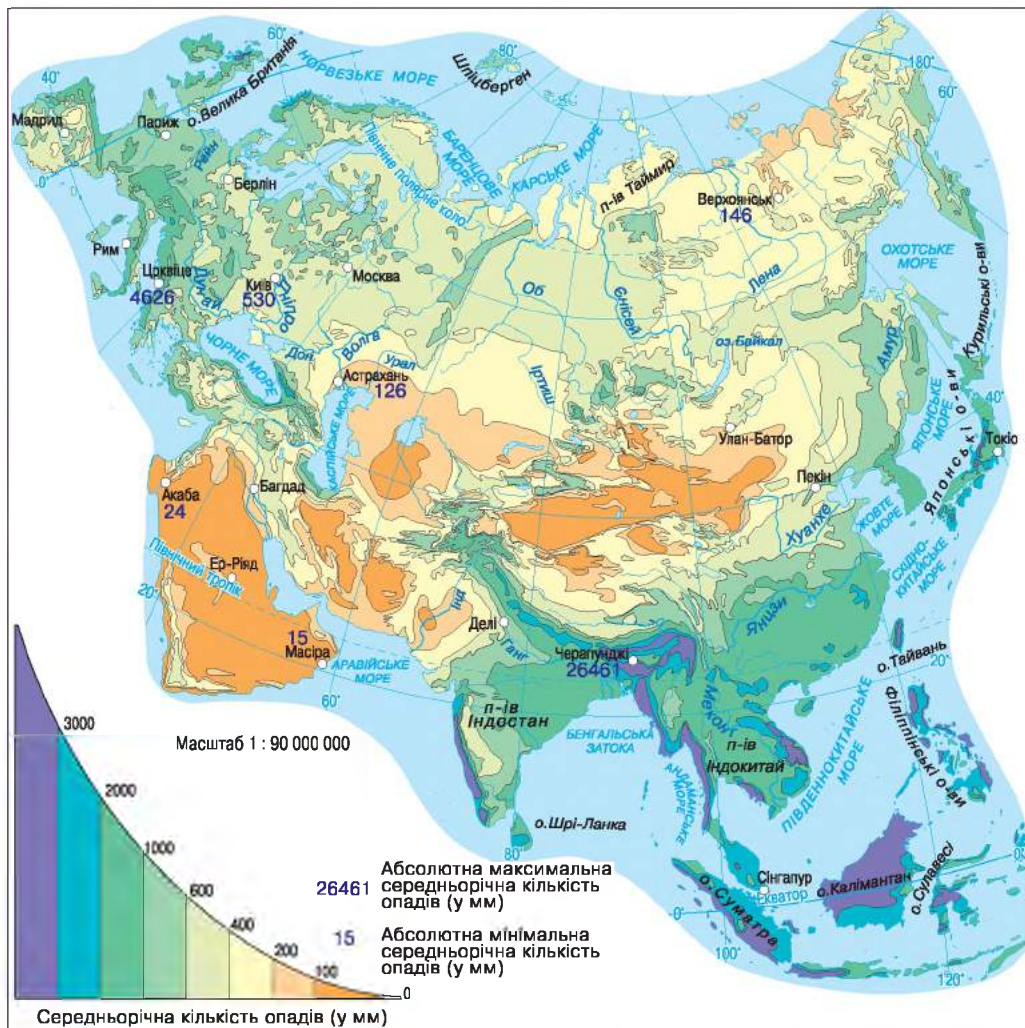 60°
80°
180°
60°
40°
НОРВЕЗЬКЕ МОРЕ
Шпіцберген
о.Велика Британія
Мадрид
Париж
0°
Рейн
Берлін
Північне полярне коло
БАРЕНЦОВЕ
МОРЕ
КАРСЬКЕ МОРЕ
п-ів Таймир
Верхоянськ
146
Рим
Црквіце
4626
Дунай
Київ
530
Дніпро
Москва
Об
Єнісей
Лена
ОХОТСЬКЕ
МОРЕ
Курильські о-ви
ЧОРНЕ МОРЕ
Дон
Волга
Урал
Астрахань
126
Іртиш
оз.Байкал
Амур
КАСПІЙСЬКЕ МОРЕ
Улан-Батор
ЯПОНСЬКЕ
МОРЕ
Японські о-ви
40°
Токіо
Акаба
24
Багдад
Пекін
Хуанхе
ЖОВТЕ
МОРЕ
СХІДНО-
КИТАЙСЬКЕ
МОРЕ
Північний тропік
Ер-Ріяд
20°
Інд
Делі
Ганг
Янцзи
15
Масіра
АРАВІЙСЬКЕ
МОРЕ
60°
Черапунджі
26461
о.Тайвань
20°
п-ів
Індостан
БЕНГАЛЬСЬКА
ЗАТОКА
Меконг
п-ів
Індокитай
АНДАМАНСЬКЕ
МОРЕ
ПІВДЕННОКИТАЙСЬКЕ
МОРЕ
Філіппінські о-ви
о.Шрі-Ланка
80°
Сінгапур
Екватор
о.Калімантан
о.Сулавесі
0°
о.Суматра
0°
100°
120°
Масштаб 1 : 90 000 000
3000
2000
1000
600
400
200
100
0
26461
Абсолютна максимальна
середньорічна кількість
опадів (у мм)
15
Абсолютна мінімальна
середньорічна кількість
опадів (у мм)
Середньорічна кількість опадів (у мм)